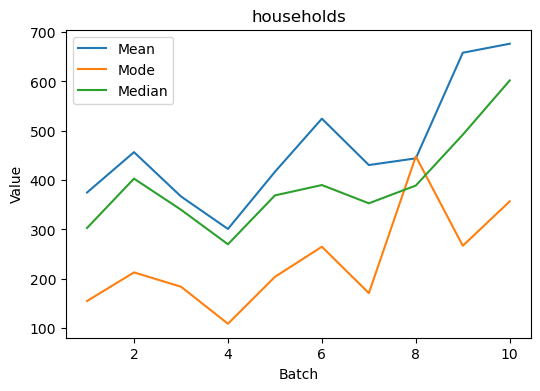 households
Mean
Mode
Median
700
600
500
400
300
200
100
Value
2 4 6 8 10
Batch